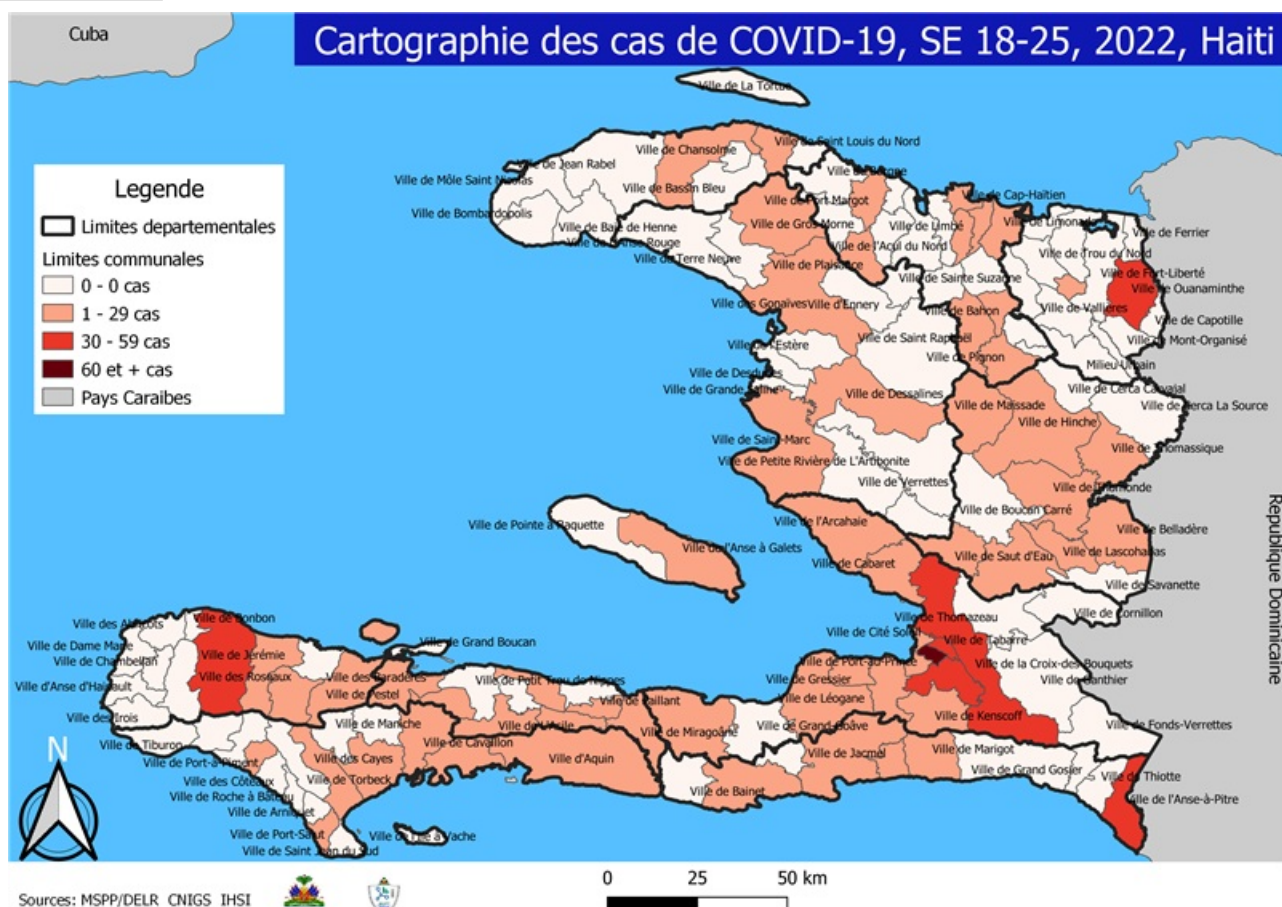 Cuba
Cartographie des cas de COVID-19, SE 18-25, 2022, Haiti
Legende
Limites departementales
Limites communales
0 - 0 cas
1 - 29 cas
30 - 59 cas
60 et + cas
Pays Caraibes
Ville de La Tortue
Ville de Saint Louis du Nord
Ville de Chansolme
Ville de Jean Rabel
Ville de Môle Saint Nicolas
Ville de Bassin Bleu
Ville de Bombardopolis
Ville de Baie de Henne
Ville de Port Margot
Ville de Cap-Haïtien
Ville de Gros Morne
Ville de Limbé
Ville de Limonade
Ville de Ferrier
Ville de l'Acul du Nord
Ville de Trou du Nord
Ville de Terre Neuve
Ville de Plaisance
Ville de Sainte Suzanne
Ville de Fort-Liberté
Ville de Ouanaminthe
Ville des Gonaïves
Ville d'Ennery
Ville de Bahon
Ville de Vallières
Ville de Capotille
Ville de Saint Raphaël
Ville de Mont-Organisé
Ville de l'Estère
Ville de Pignon
Milieu Urbain
Ville de Desdunes
Ville de Grande Saline
Ville de Dessalines
Ville de Cerca Carvajal
Ville de Maissade
Ville de Cerca La Source
Ville de Hinche
Ville de Saint-Marc
Ville de Thomassique
Ville de Petite Rivière de L'Artibonite
Ville de Verrettes
Ville de Thomonde
Ville de Boucan Carré
Ville de Pointe à Raquette
Ville de l'Arcahaie
Ville de Belladère
Ville de l'Anse à Galets
Ville de Saut d'Eau
Ville de Lascohabas
Ville de Cabaret
Ville de Savanette
Ville de Cornillon
République Dominicaine
Ville des Abricots
Ville de Bonbon
Ville de Thomazeau
Ville de Cité Soleil
Ville de Tabarre
Ville de Dame Marie
Ville de Grand Boucan
Ville de Chambellan
Ville de Jérémie
Ville de Port-au-Prince
Ville de la Croix-des-Bouquets
Ville d'Anse d'Hainault
Ville des Roseaux
Ville des Baradères
Ville de Petit Trou de Nippes
Ville de Gressier
Ville de Ganthier
Ville de Pestel
Ville de Paillant
Ville de Léogane
Ville des Irois
Ville de Maniche
Ville de L'Asile
Ville de Miragoâne
Ville de Grand-Goâve
Ville de Kenscoff
Ville de Fonds-Verrettes
Ville de Tiburon
Ville de Cavaillon
Ville de Port-à-Piment
Ville des Cayes
Ville d'Aquin
Ville de Jacmel
Ville de Marigot
Ville de Grand Gosier
Ville de Thiotte
Ville des Côteaux
Ville de Torbeck
Ville de Bainet
Ville de Roche à Bateau
Ville de l'Anse-à-Pitre
Ville de Arniquet
Ville de Port-Salut
Ville de l'Ile à Vache
Ville de Saint Jean du Sud
N
0 25 50 km
Sources: MSPP/DELR CNIGS IHSI